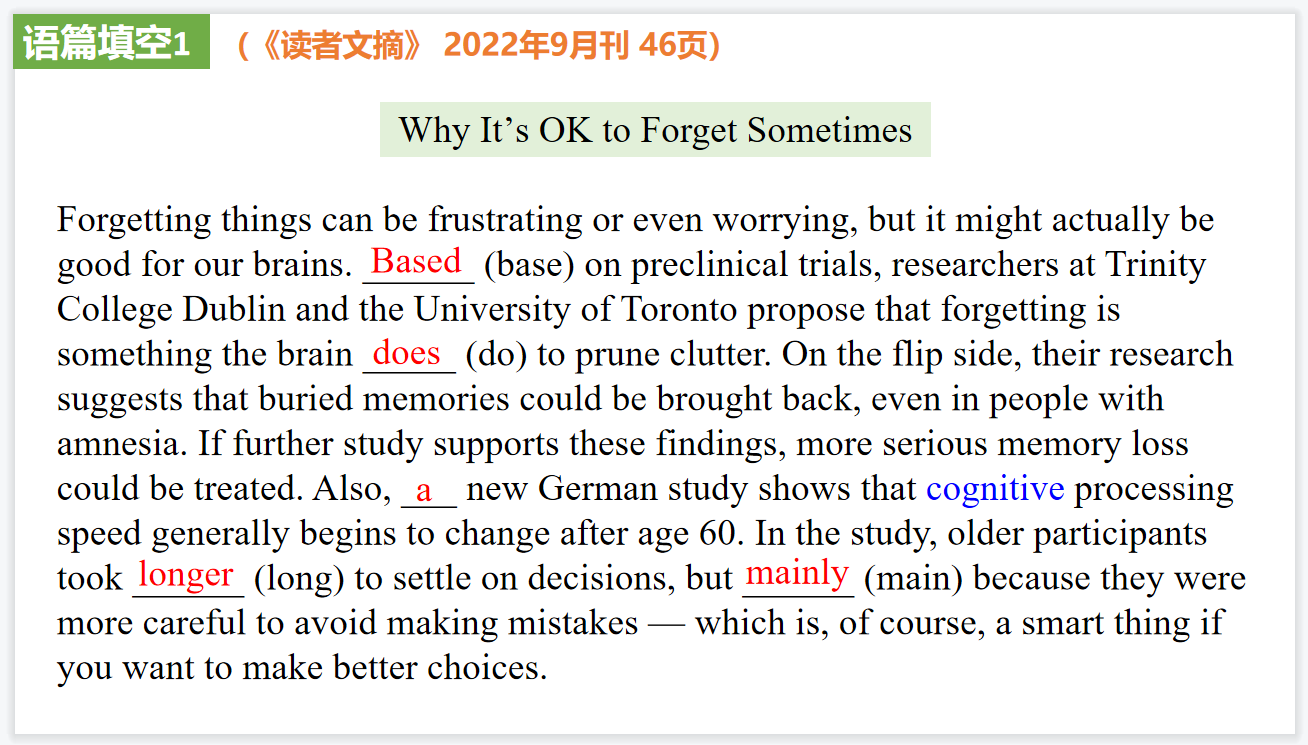 语篇填空1 (《读者文摘》 2022年9月刊 46页)
Why It's OK to Forget Sometimes
Forgetting things can be frustrating or even worrying, but it might actually be
good for our brains. Based (base) on preclinical trials, researchers at Trinity
College Dublin and the University of Toronto propose that forgetting is
something the brain does (do) to prune clutter. On the flip side, their research
suggests that buried memories could be brought back, even in people with
amnesia. If further study supports these findings, more serious memory loss
could be treated. Also, a new German study shows that cognitive processing
speed generally begins to change after age 60. In the study, older participants
took longer (long) to settle on decisions, but mainly (main) because they were
more careful to avoid making mistakes — which is, of course, a smart thing if
you want to make better choices.